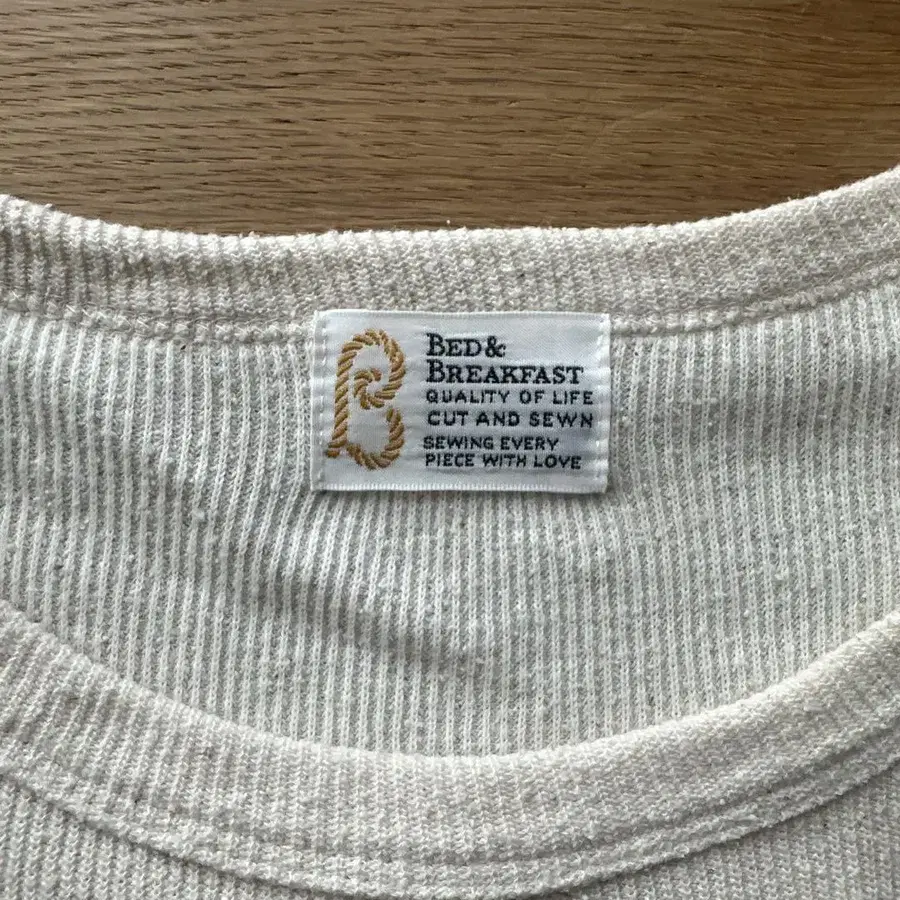 BED &
BREAKFAST
QUALITY OF LIFE
CUT AND SEWN
SEWING EVERY
PIECE WITH LOVE